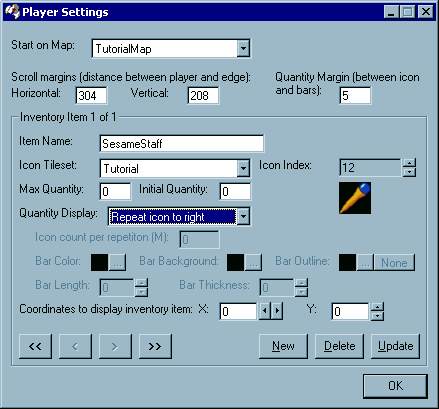 Player Settings
Start on Map: TutorialMap
Scroll margins (distance between player and edge): Quantity Margin (between icon and bars):
Horizontal: 304 Vertical: 208 5
Inventory Item 1 of 1
Item Name: SesameStaff
Icon Tileset: Tutorial Icon Index: 12
Max Quantity: 0 Initial Quantity: 0
Quantity Display: Repeat icon to right
Icon count per repetiton (M): 0
Bar Color: ... Bar Background: ... Bar Outline: ... None
Bar Length: 0 Bar Thickness: 0
Coordinates to display inventory item: X: 0 Y: 0
<< < > >> New Delete Update
OK